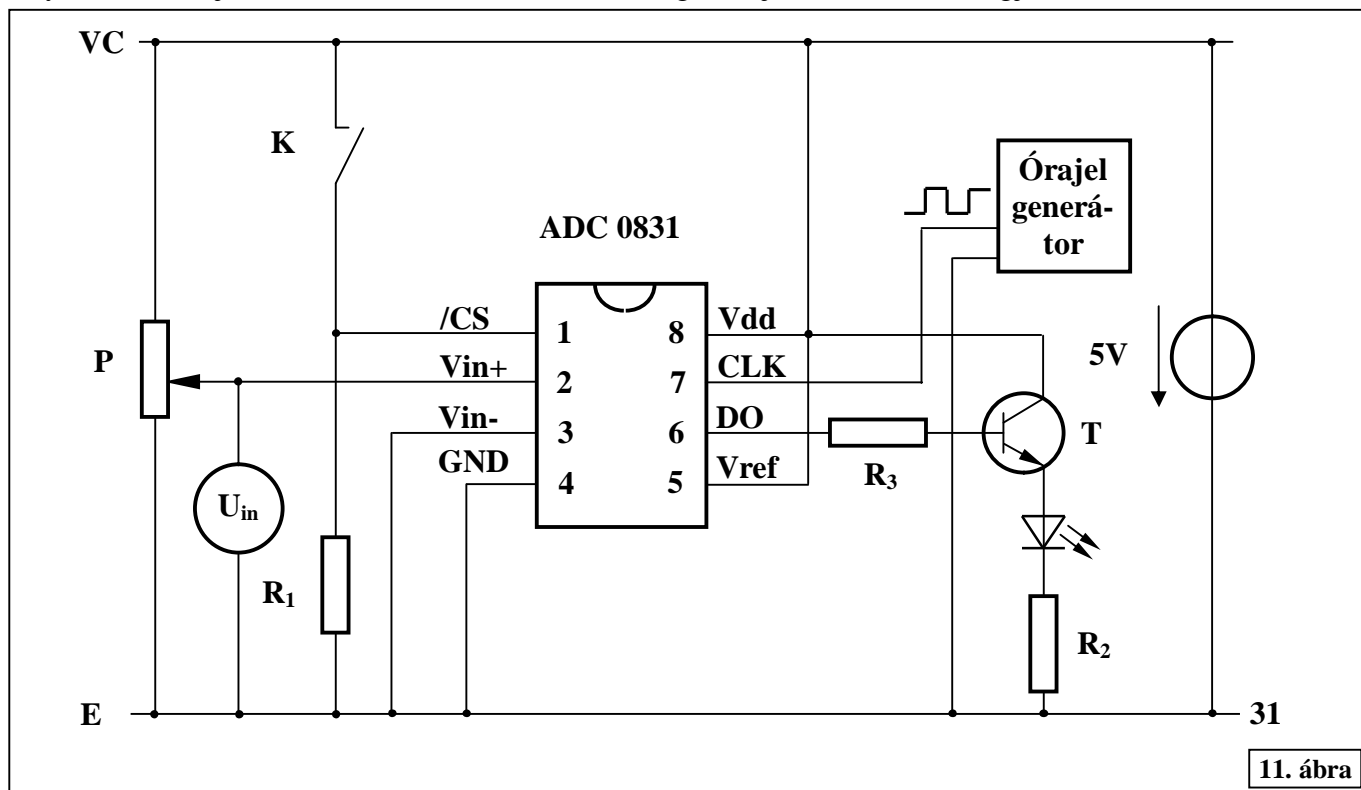 VC
K
ADC 0831
Órajel
generá-
tor
/CS
1
8
Vdd
5V
P
Vin+
2
7
CLK
Vin-
3
6
DO
T
GND
4
5
Vref
R3
Uin
R1
R2
E
31
11. ábra